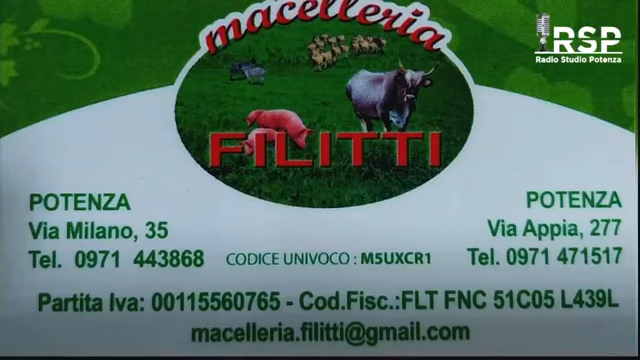 macelleria
RSP
Radio Studio Potenza
FILITTI
POTENZA
Via Milano, 35
Tel. 0971 443868
CODICE UNIVOCO : M5UXCR1
POTENZA
Via Appia, 277
Tel. 0971 471517
Partita Iva: 00115560765 - Cod.Fisc.:FLT FNC 51C05 L439L
macelleria.filitti@gmail.com